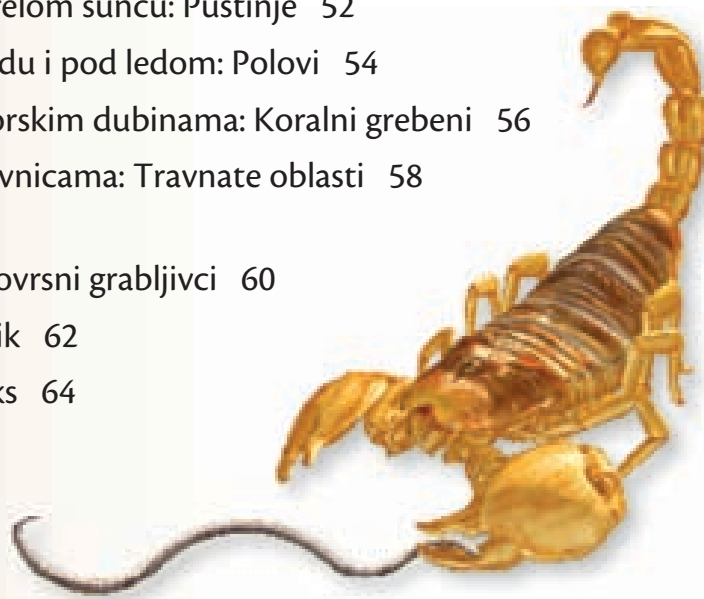 relom suncu: Pustinje 52
du i pod ledom: Polovi 54
orskim dubinama: Koralni grebeni 56
vnicama: Travnate oblasti 58
ovrsni grabljivci 60
ik 62
ks 64